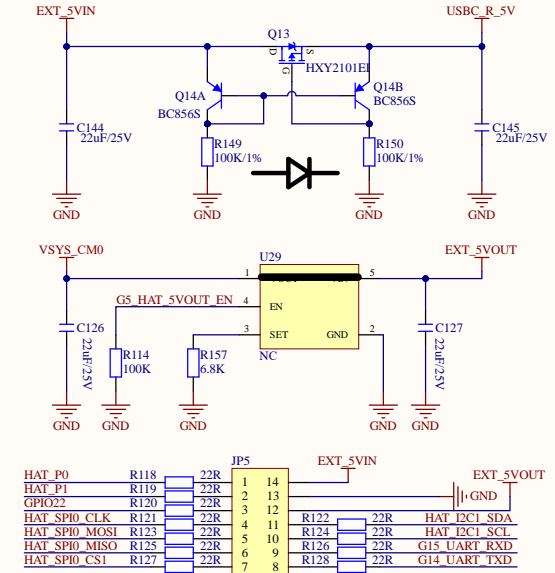 EXT_5VIN
USBC_R_5V
Q13
D
S
G
HXY2101EI
Q14A
BC856S
Q14B
BC856S
C144
22uF/25V
C145
22uF/25V
R149
100K/1%
R150
100K/1%
GND
GND
GND
GND
VSYS_CM0
EXT_5VOUT
U29
1
5
G5_HAT_5VOUT_EN
4
EN
3
SET
GND
2
NC
C126
22uF/25V
R114
100K
R157
6.8K
C127
22uF/25V
GND
GND
GND
GND
GND
JP5
EXT_5VIN
EXT_5VOUT
HAT_P0 R118 22R 1 14
HAT_P1 R119 22R 2 13 GND
GPIO22 R120 22R 3 12
HAT_SPI0_CLK R121 22R 4 11 R122 22R HAT_I2C1_SDA
HAT_SPI0_MOSI R123 22R 5 10 R124 22R HAT_I2C1_SCL
HAT_SPI0_MISO R125 22R 6 9 R126 22R G15_UART_RXD
HAT_SPI0_CS1 R127 22R 7 8 R128 22R G14_UART_TXD